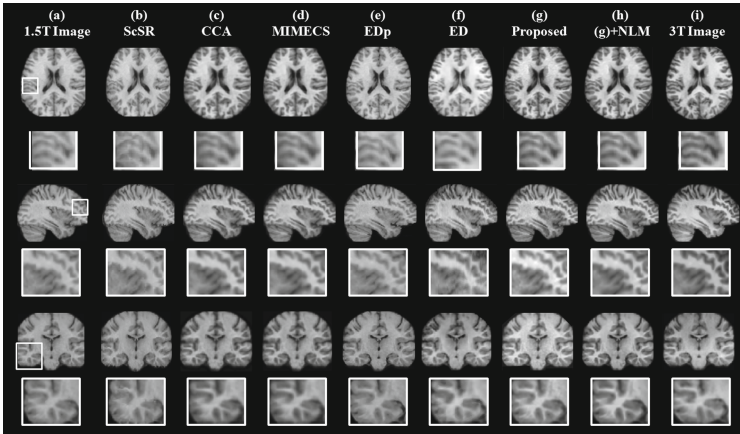 (a) (b) (c) (d) (e) (f) (g) (h) (i)
1.5T Image ScSR CCA MIMECS EDp ED Proposed (g)+NLM 3T Image